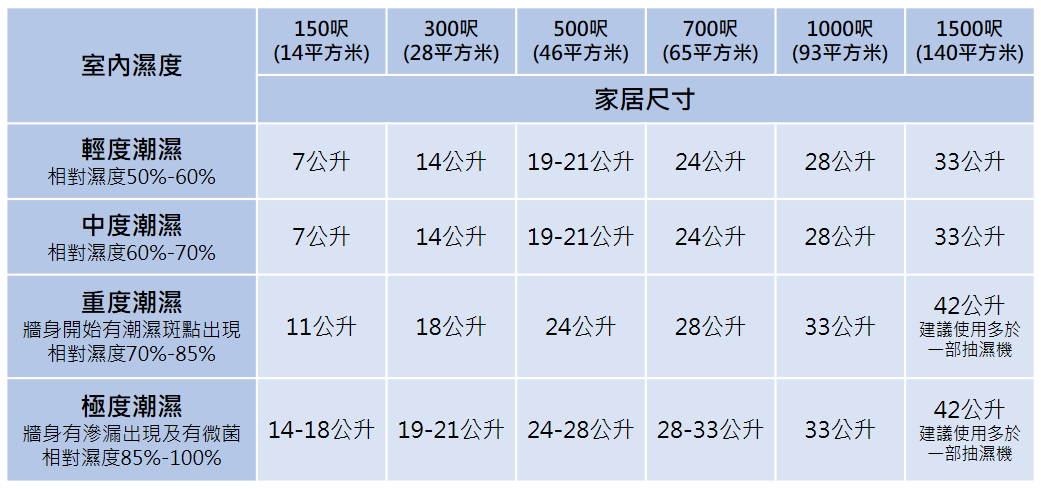 室內濕度
150呎
(14平方米)
300呎
(28平方米)
500呎
(46平方米)
700呎
(65平方米)
1000呎
(93平方米)
1500呎
(140平方米)
家居尺寸
輕度潮濕
相對濕度50%-60%
7公升
14公升
19-21公升
24公升
28公升
33公升
中度潮濕
相對濕度60%-70%
7公升
14公升
19-21公升
24公升
28公升
33公升
重度潮濕
牆身開始有潮濕斑點出現
相對濕度70%-85%
11公升
18公升
24公升
28公升
33公升
42公升
建議使用多於
一部抽濕機
極度潮濕
牆身有滲漏出現及有微菌
相對濕度85%-100%
14-18公升
19-21公升
24-28公升
28-33公升
33公升
42公升
建議使用多於
一部抽濕機